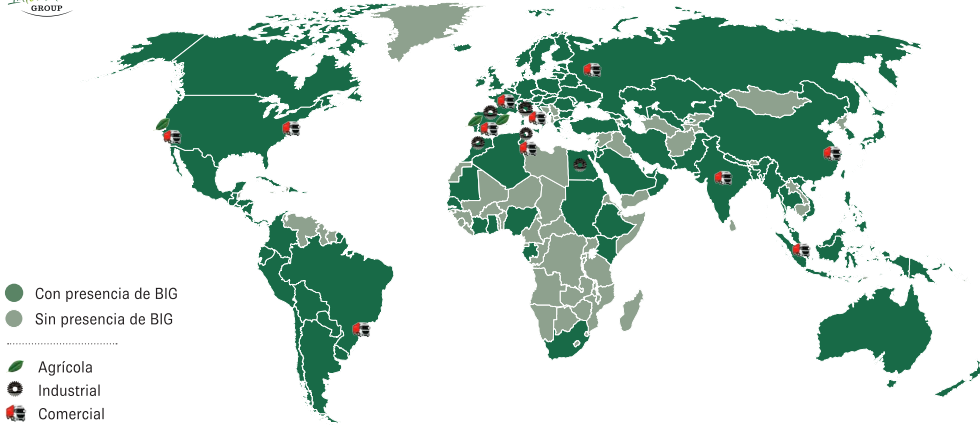 GROUP
Con presencia de BIG
Sin presencia de BIG
Agrícola
Industrial
Comercial